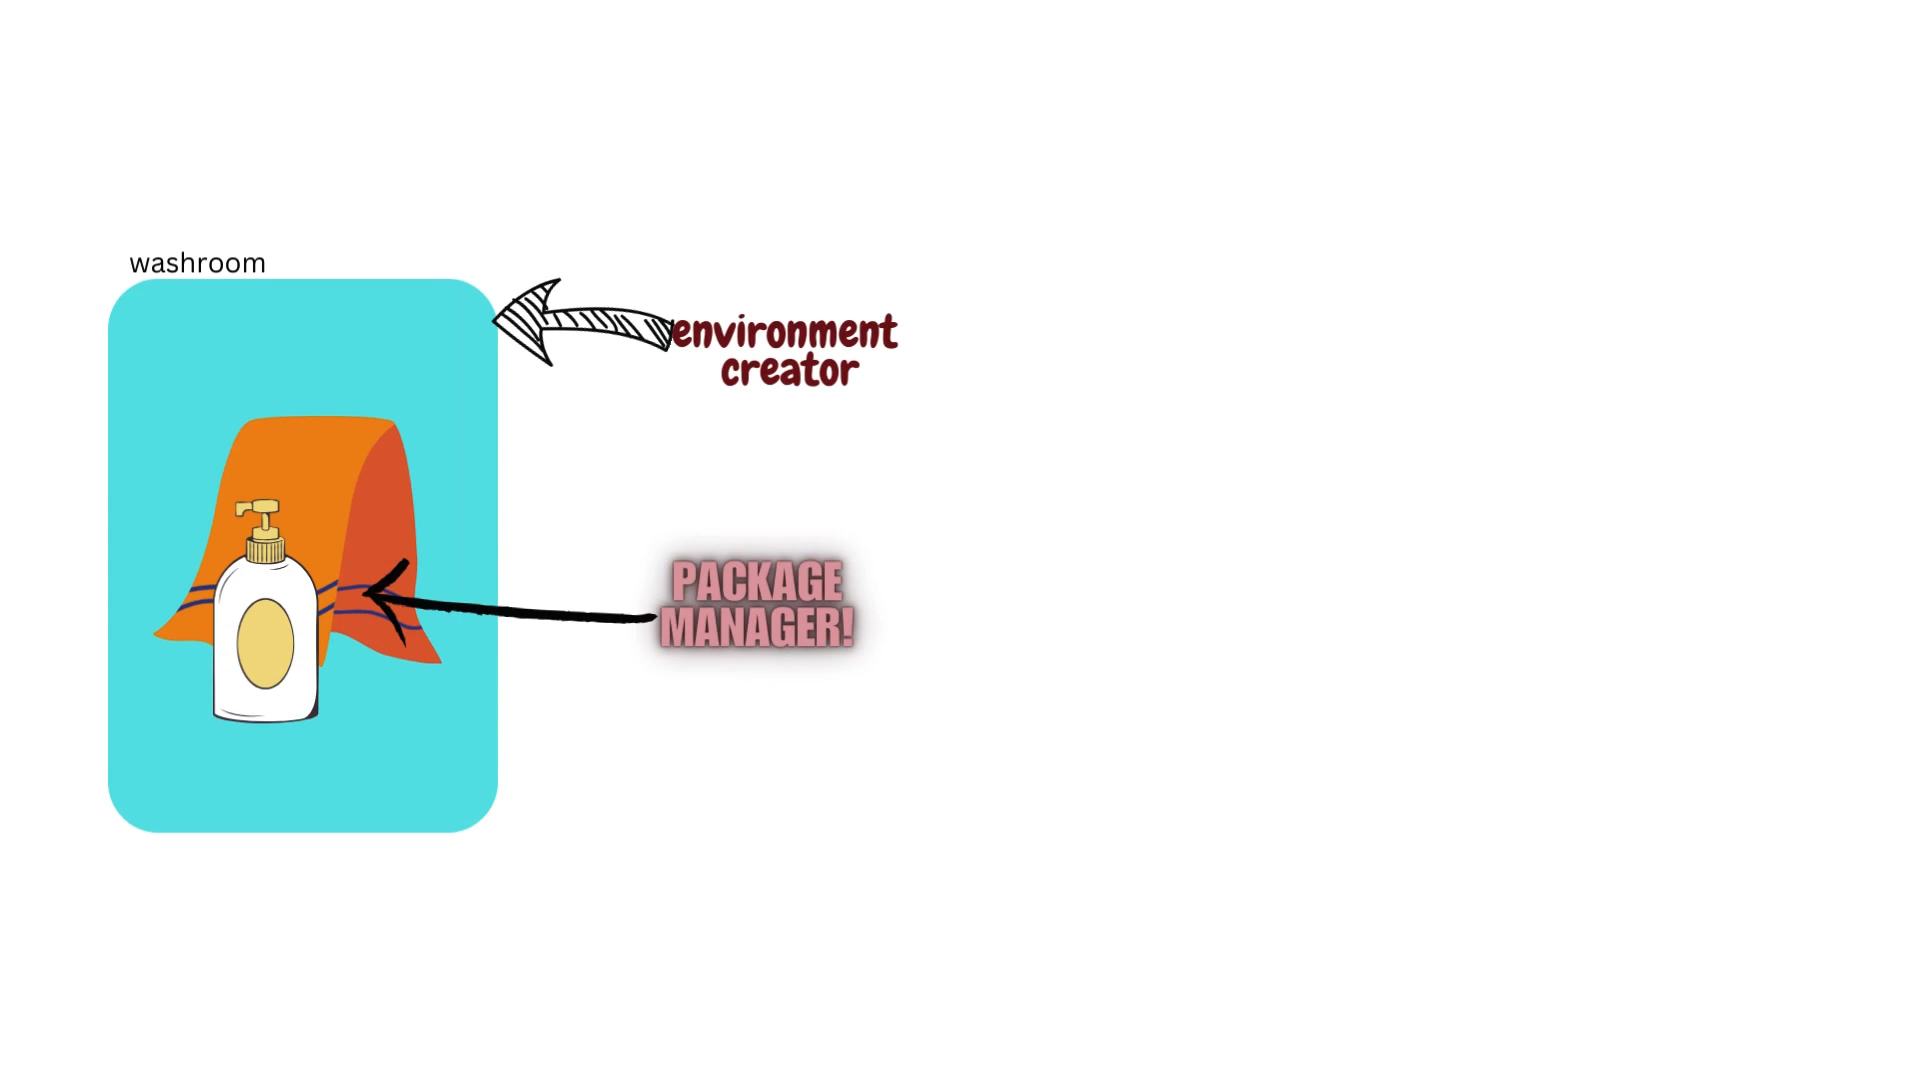 washroom
environment
creator
PACKAGE
MANAGER!